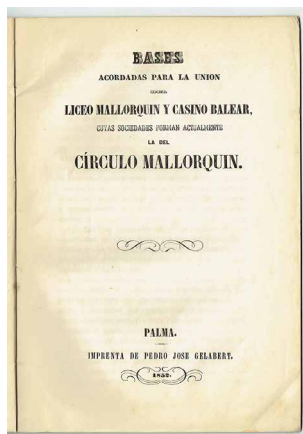 BASES
ACORDADAS PARA LA UNION
LICEO MALLORQUIN Y CASINO BALEAR,
CUYAS SOCIEDADES FORMAN ACTUALMENTE
LA DEL
CÍRCULO MALLORQUIN.
PALMA.
IMPRENTA DE PEDRO JOSE GELABERT.
1852.